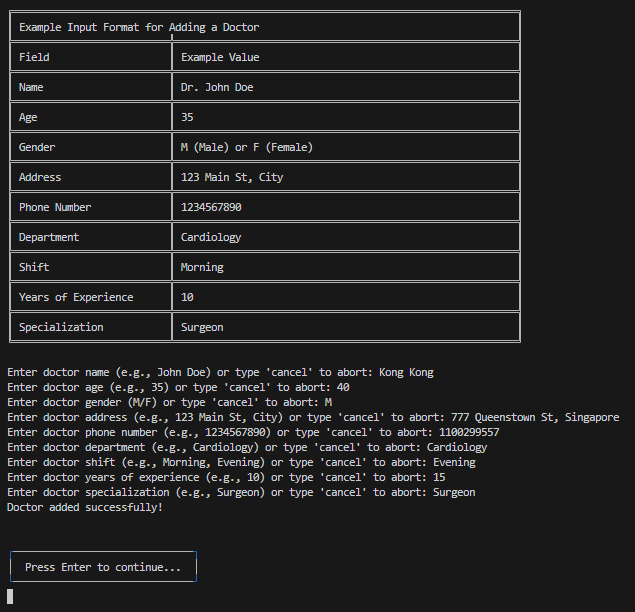 Example Input Format for Adding a Doctor
Field Example Value
Name Dr. John Doe
Age 35
Gender M (Male) or F (Female)
Address 123 Main St, City
Phone Number 1234567890
Department Cardiology
Shift Morning
Years of Experience 10
Specialization Surgeon
Enter doctor name (e.g., John Doe) or type 'cancel' to abort: Kong Kong
Enter doctor age (e.g., 35) or type 'cancel' to abort: 40
Enter doctor gender (M/F) or type 'cancel' to abort: M
Enter doctor address (e.g., 123 Main St, City) or type 'cancel' to abort: 777 Queenstown St, Singapore
Enter doctor phone number (e.g., 1234567890) or type 'cancel' to abort: 1100299557
Enter doctor department (e.g., Cardiology) or type 'cancel' to abort: Cardiology
Enter doctor shift (e.g., Morning, Evening) or type 'cancel' to abort: Evening
Enter doctor years of experience (e.g., 10) or type 'cancel' to abort: 15
Enter doctor specialization (e.g., Surgeon) or type 'cancel' to abort: Surgeon
Doctor added successfully!
Press Enter to continue...